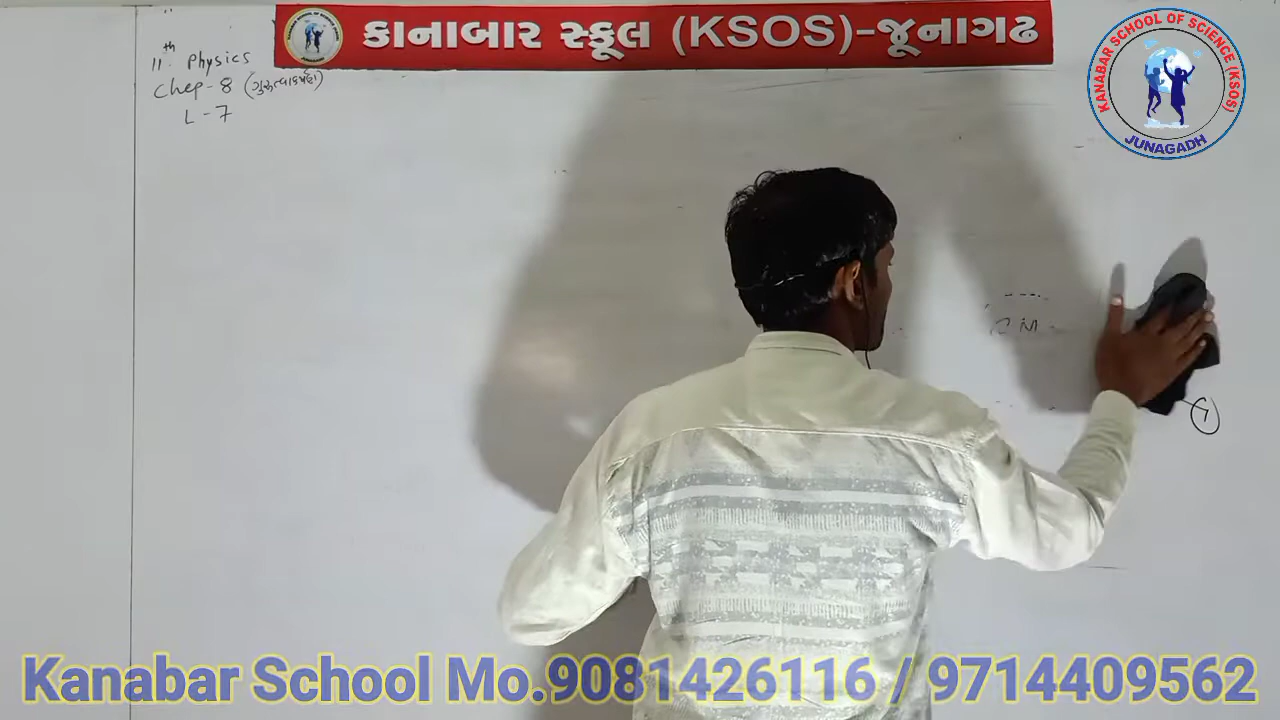 કાનાબાર સ્કૂલ (KSOS)-જૂનાગઢ
KANABAR SCHOOL OF SCIENCE (KSOS)
JUNAGADH
11th Physics
Chep-8 (ગુરુત્વાકર્ષણ)
L-7
Kanabar School Mo.9081426116 / 9714409562